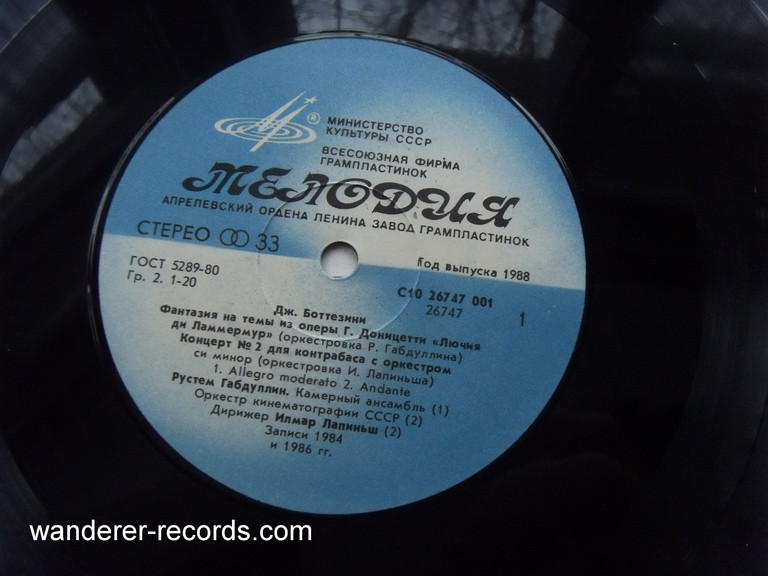 ®
МИНИСТЕРСТВО
КУЛЬТУРЫ СССР
ВСЕСОЮЗНАЯ ФИРМА
ГРАМПЛАСТИНОК
МЕЛОДИЯ
АПРЕЛЕВСКИЙ ОРДЕНА ЛЕНИНА ЗАВОД ГРАМПЛАСТИНОК
СТЕРЕО 33
ГОСТ 5289-80
Гр. 2. 1-20
Год выпуска 1988
С10 26747 001
26747
1
Дж. Боттезини
Фантазия на темы из оперы Г. Доницетти «Лючия
ди Ламмермур» (оркестровка Р. Габдуллина)
Концерт № 2 для контрабаса с оркестром
си минор (оркестровка И. Лапиньша)
1. Allegro moderato 2. Andante
Рустем Габдуллин. Камерный ансамбль (1)
Оркестр кинематографии СССР (2)
Дирижер Илмар Лапиньш (2)
Записи 1984
и 1986 гг.
wanderer-records.com